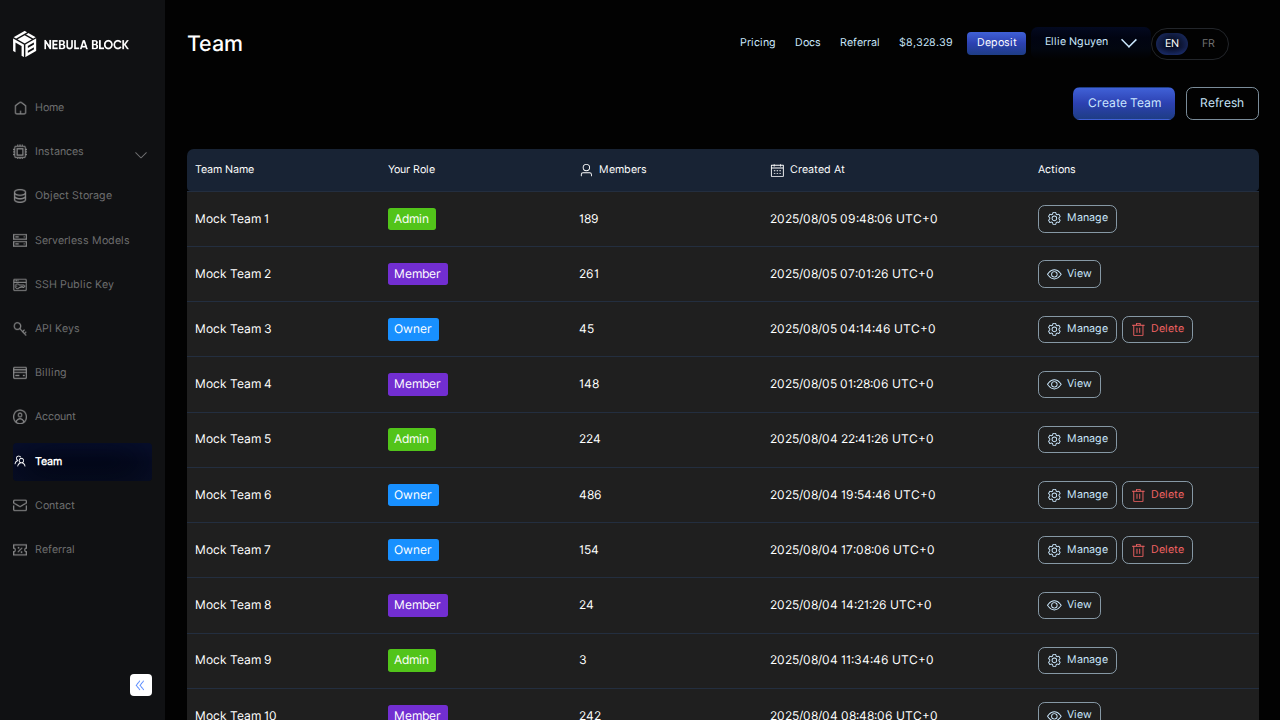 NEBULA BLOCK
Team
Pricing Docs Referral $8,328.39 Deposit Ellie Nguyen EN FR
Create Team Refresh
Home
Instances
Object Storage
Serverless Models
SSH Public Key
API Keys
Billing
Account
Team
Contact
Referral
Team Name Your Role Members Created At Actions
Mock Team 1 Admin 189 2025/08/05 09:48:06 UTC+0 Manage
Mock Team 2 Member 261 2025/08/05 07:01:26 UTC+0 View
Mock Team 3 Owner 45 2025/08/05 04:14:46 UTC+0 Manage Delete
Mock Team 4 Member 148 2025/08/05 01:28:06 UTC+0 View
Mock Team 5 Admin 224 2025/08/04 22:41:26 UTC+0 Manage
Mock Team 6 Owner 486 2025/08/04 19:54:46 UTC+0 Manage Delete
Mock Team 7 Owner 154 2025/08/04 17:08:06 UTC+0 Manage Delete
Mock Team 8 Member 24 2025/08/04 14:21:26 UTC+0 View
Mock Team 9 Admin 3 2025/08/04 11:34:46 UTC+0 Manage
Mock Team 10 Member 242 2025/08/04 08:48:06 UTC+0 View